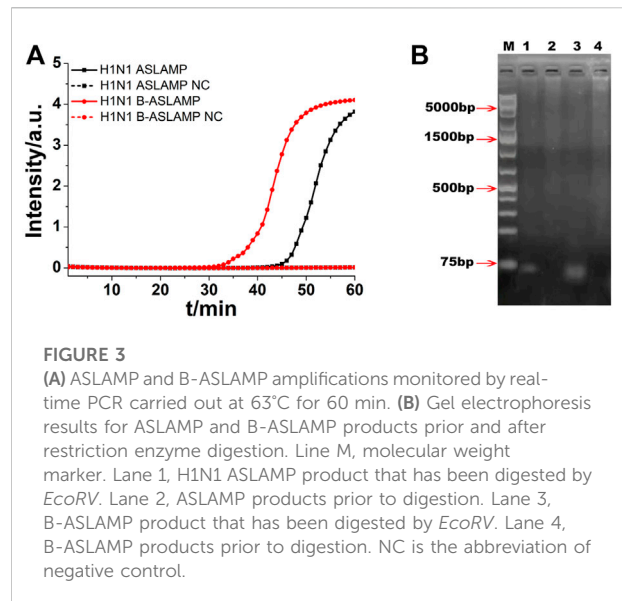 A
B
H1N1 ASLAMP
H1N1 ASLAMP NC
H1N1 B-ASLAMP
H1N1 B-ASLAMP NC
Intensity/a.u.
5
4
3
2
1
0
10 20 30 40 50 60
t/min
M 1 2 3 4
5000bp
1500bp
500bp
75bp
FIGURE 3
(A) ASLAMP and B-ASLAMP amplifications monitored by real-
time PCR carried out at 63°C for 60 min. (B) Gel electrophoresis
results for ASLAMP and B-ASLAMP products prior and after
restriction enzyme digestion. Line M, molecular weight
marker. Lane 1, H1N1 ASLAMP product that has been digested by
EcoRV. Lane 2, ASLAMP products prior to digestion. Lane 3,
B-ASLAMP product that has been digested by EcoRV. Lane 4,
B-ASLAMP products prior to digestion. NC is the abbreviation of
negative control.